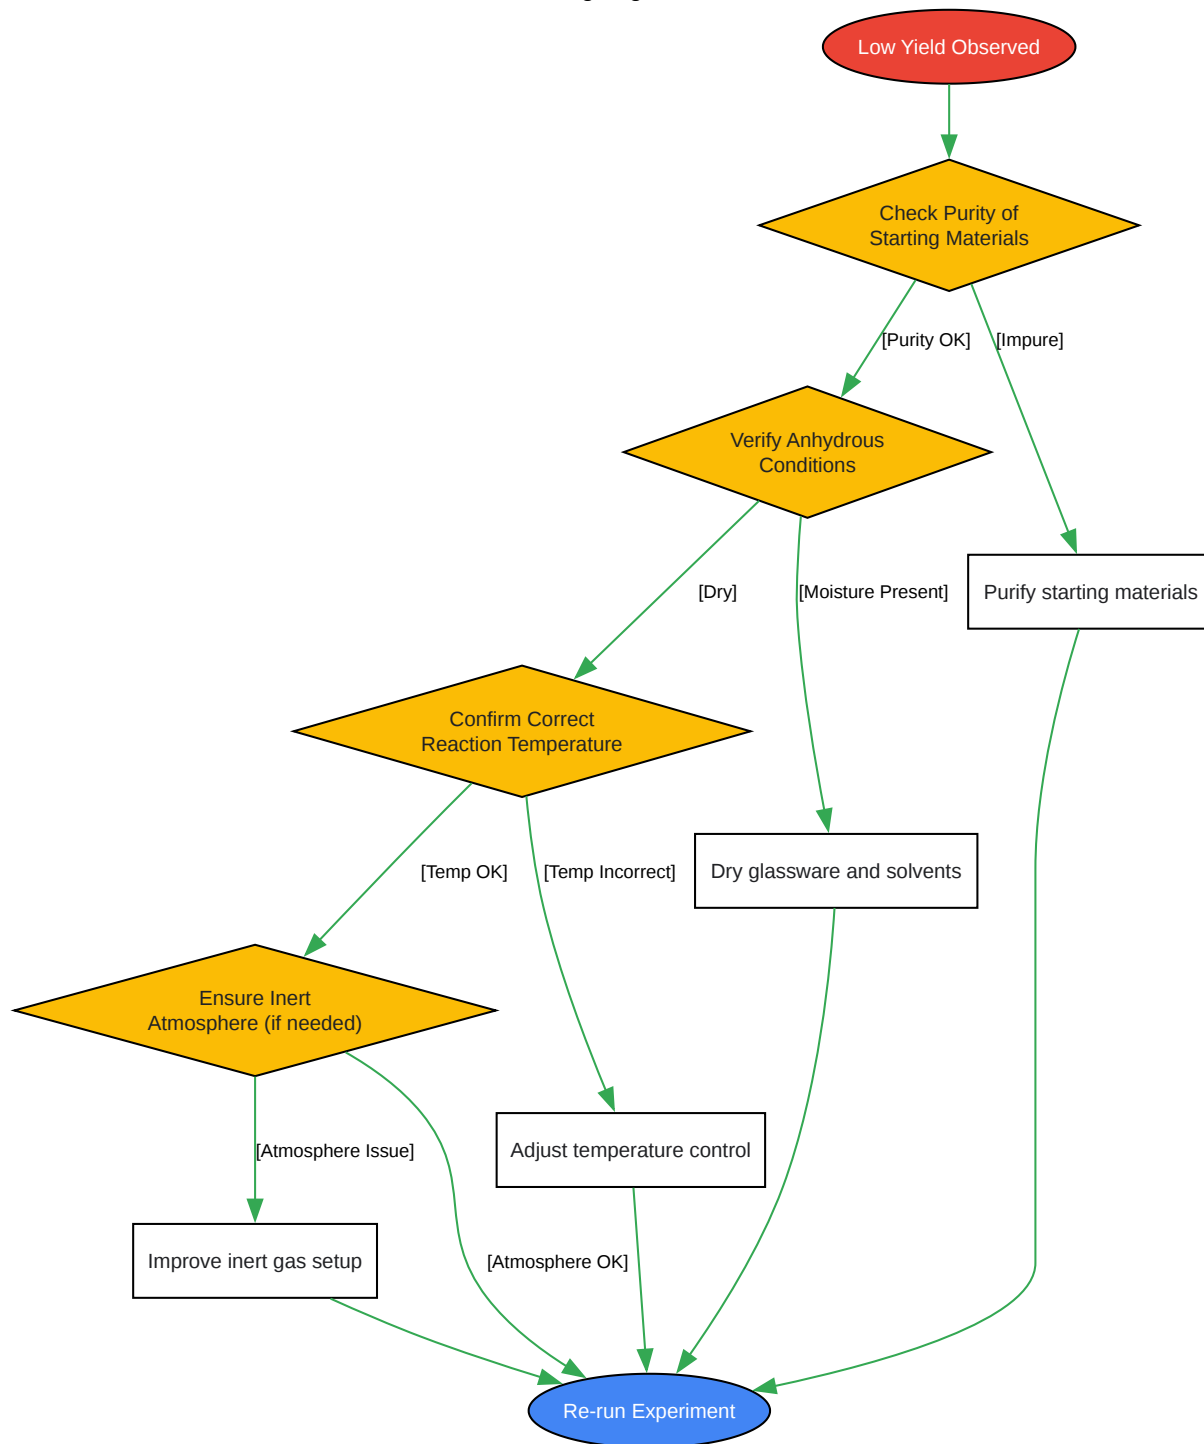 Low Yield Observed
Check Purity of
Starting Materials
[Purity OK]
[Impure]
Verify Anhydrous
Conditions
[Dry]
[Moisture Present]
Purify starting materials
Confirm Correct
Reaction Temperature
[Temp OK]
[Temp Incorrect]
Dry glassware and solvents
Ensure Inert
Atmosphere (if needed)
[Atmosphere Issue]
Adjust temperature control
Improve inert gas setup
[Atmosphere OK]
Re-run Experiment